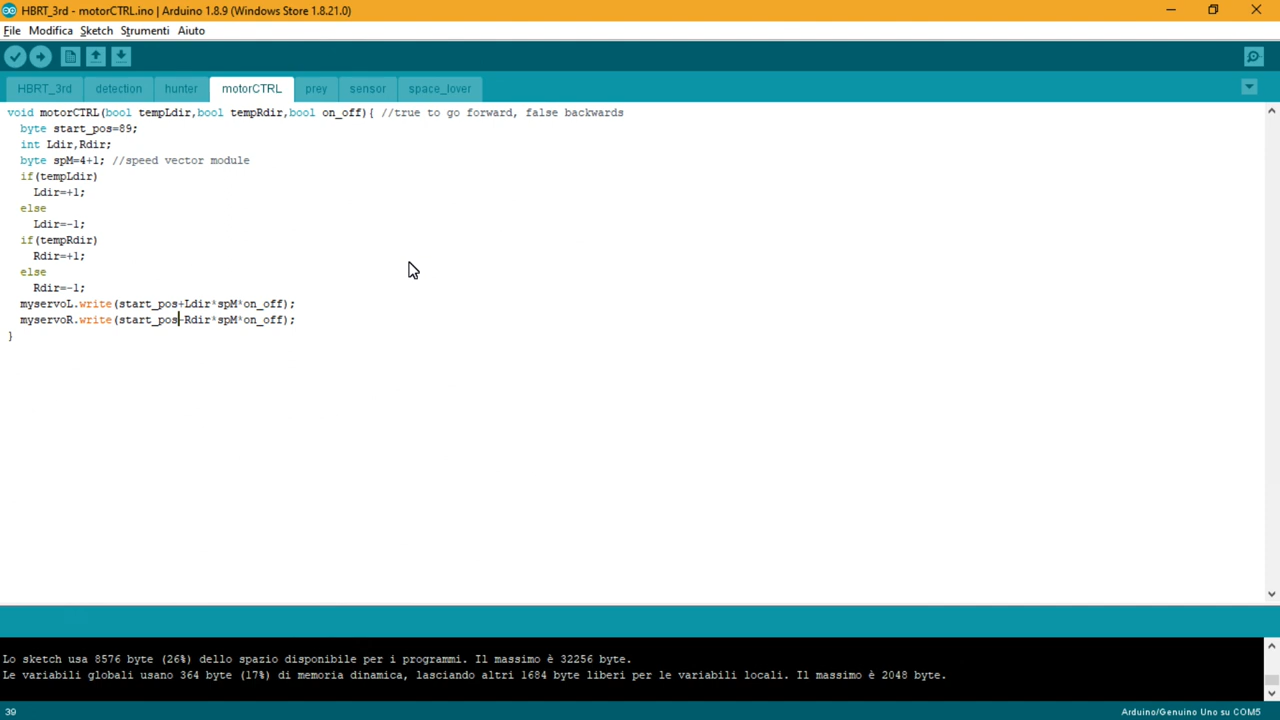 HBRT_3rd - motorCTRL.ino | Arduino 1.8.9 (Windows Store 1.8.21.0)
File Modifica Sketch Strumenti Aiuto
HBRT_3rd detection hunter motorCTRL prey sensor space_lover
void motorCTRL(bool tempLdir,bool tempRdir,bool on_off){ //true to go forward, false backwards
  byte start_pos=89;
  int Ldir,Rdir;
  byte spM=4+1; //speed vector module
  if(tempLdir)
    Ldir=+1;
  else
    Ldir=-1;
  if(tempRdir)
    Rdir=+1;
  else
    Rdir=-1;
  myservoL.write(start_pos+Ldir*spM*on_off);
  myservoR.write(start_pos-Rdir*spM*on_off);
}
Lo sketch usa 8576 byte (26%) dello spazio disponibile per i programmi. Il massimo è 32256 byte.
Le variabili globali usano 364 byte (17%) di memoria dinamica, lasciando altri 1684 byte liberi per le variabili locali. Il massimo è 2048 byte.
39 Arduino/Genuino Uno su COM5